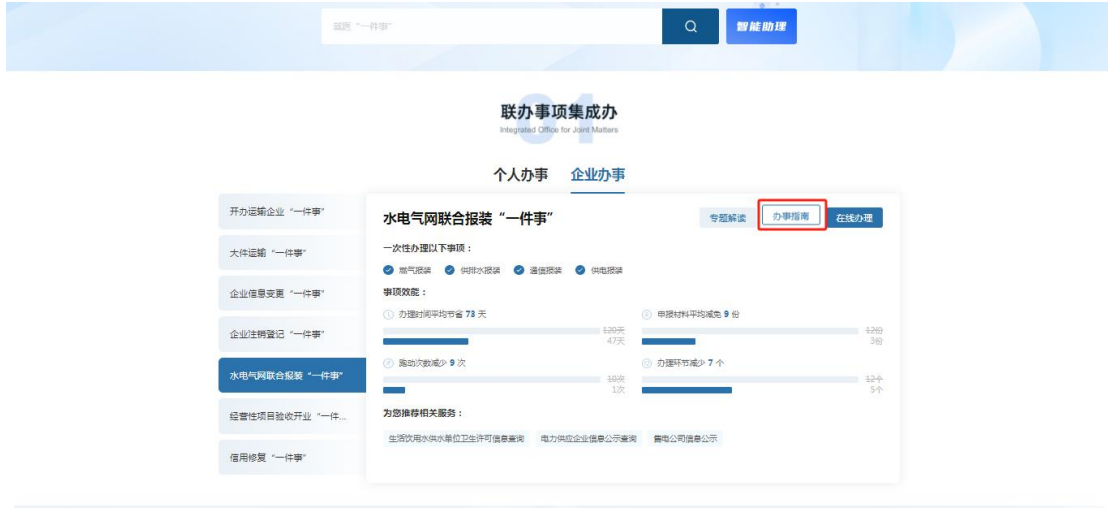 就医 "一件事"
智能助理
01
联办事项集成办
Integrated Office for Joint Matters
个人办事 企业办事
开办运输企业 "一件事"
大件运输 "一件事"
企业信息变更 "一件事"
企业注销登记 "一件事"
水电气网联合报装 "一件事"
经营性项目验收开业 "一件...
信用修复 "一件事"
水电气网联合报装 "一件事"
专题解读 办事指南 在线办理
一次性办理以下事项：
燃气报装 供排水报装 通信报装 供电报装
事项效能：
① 办理时间平均节省 73 天
120天
47天
申报材料平均减免 9 份
12份
3份
跑动次数减少 9 次
10次
1次
办理环节减少 7 个
12个
5个
为您推荐相关服务：
生活饮用水供水单位卫生许可信息查询 电力供应企业信息公示查询 售电公司信息公示